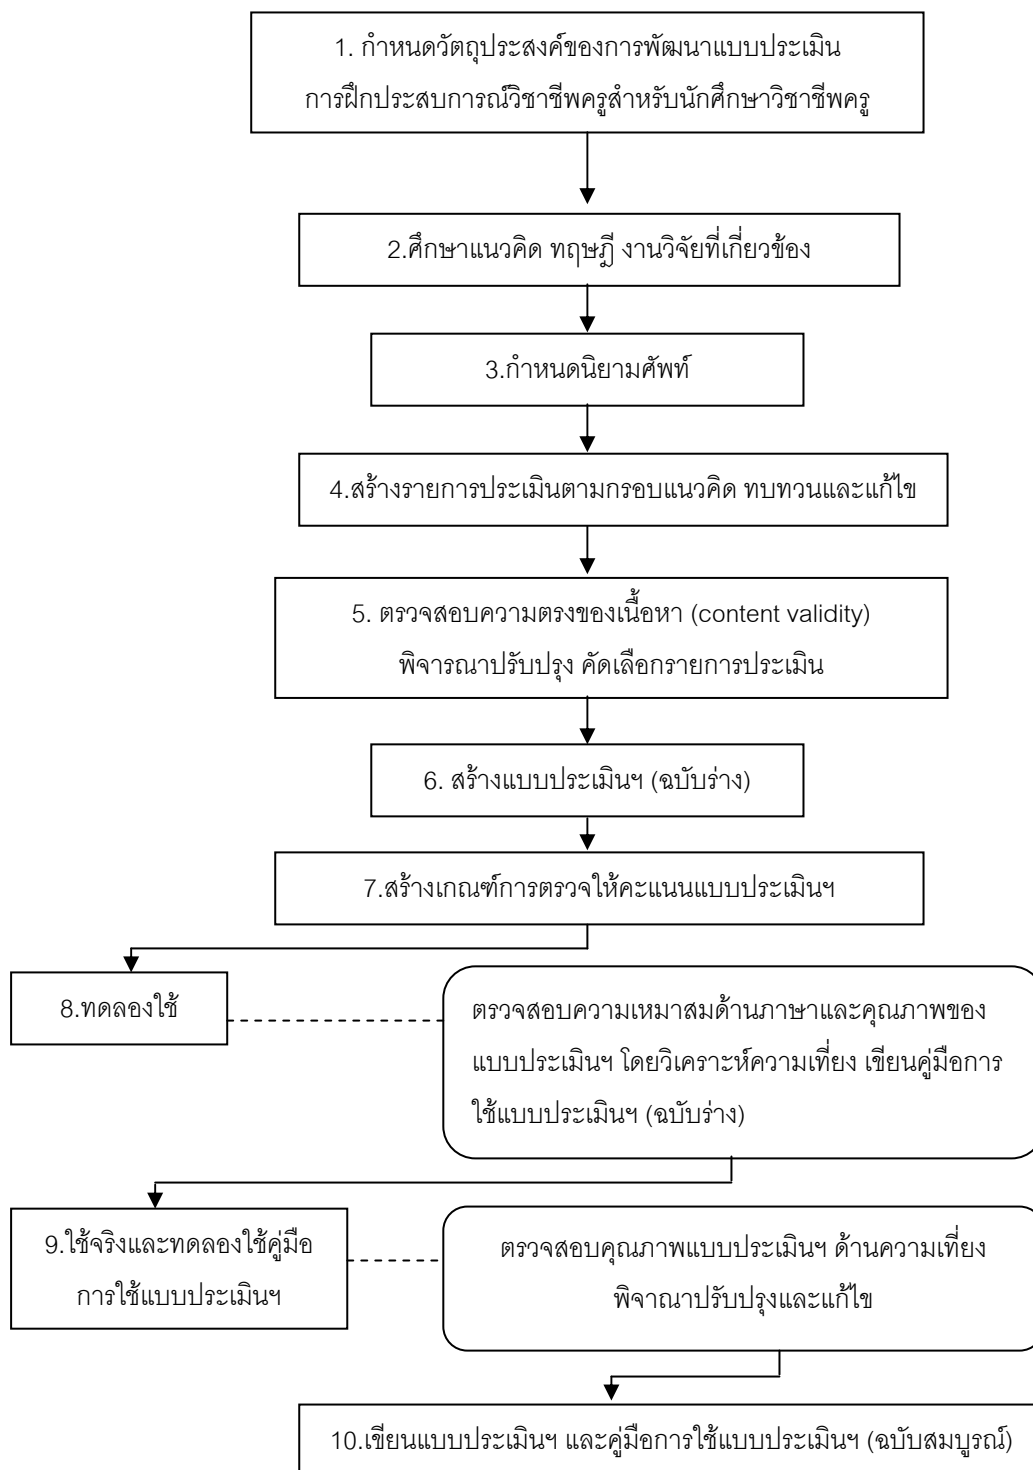 1. กำหนดวัตถุประสงค์ของการพัฒนาแบบประเมิน
การฝึกประสบการณ์วิชาชีพครูสำหรับนักศึกษาวิชาชีพครู
2.ศึกษาแนวคิด ทฤษฎี งานวิจัยที่เกี่ยวข้อง
3.กำหนดนิยามศัพท์
4.สร้างรายการประเมินตามกรอบแนวคิด ทบทวนและแก้ไข
5. ตรวจสอบความตรงของเนื้อหา (content validity)
พิจารณาปรับปรุง คัดเลือกรายการประเมิน
6. สร้างแบบประเมินฯ (ฉบับร่าง)
7.สร้างเกณฑ์การตรวจให้คะแนนแบบประเมินฯ
8.ทดลองใช้
ตรวจสอบความเหมาสมด้านภาษาและคุณภาพของ
แบบประเมินฯ โดยวิเคราะห์ความเที่ยง เขียนคู่มือการ
ใช้แบบประเมินฯ (ฉบับร่าง)
9.ใช้จริงและทดลองใช้คู่มือ
การใช้แบบประเมินฯ
ตรวจสอบคุณภาพแบบประเมินฯ ด้านความเที่ยง
พิจาณาปรับปรุงและแก้ไข
10.เขียนแบบประเมินฯ และคู่มือการใช้แบบประเมินฯ (ฉบับสมบูรณ์)